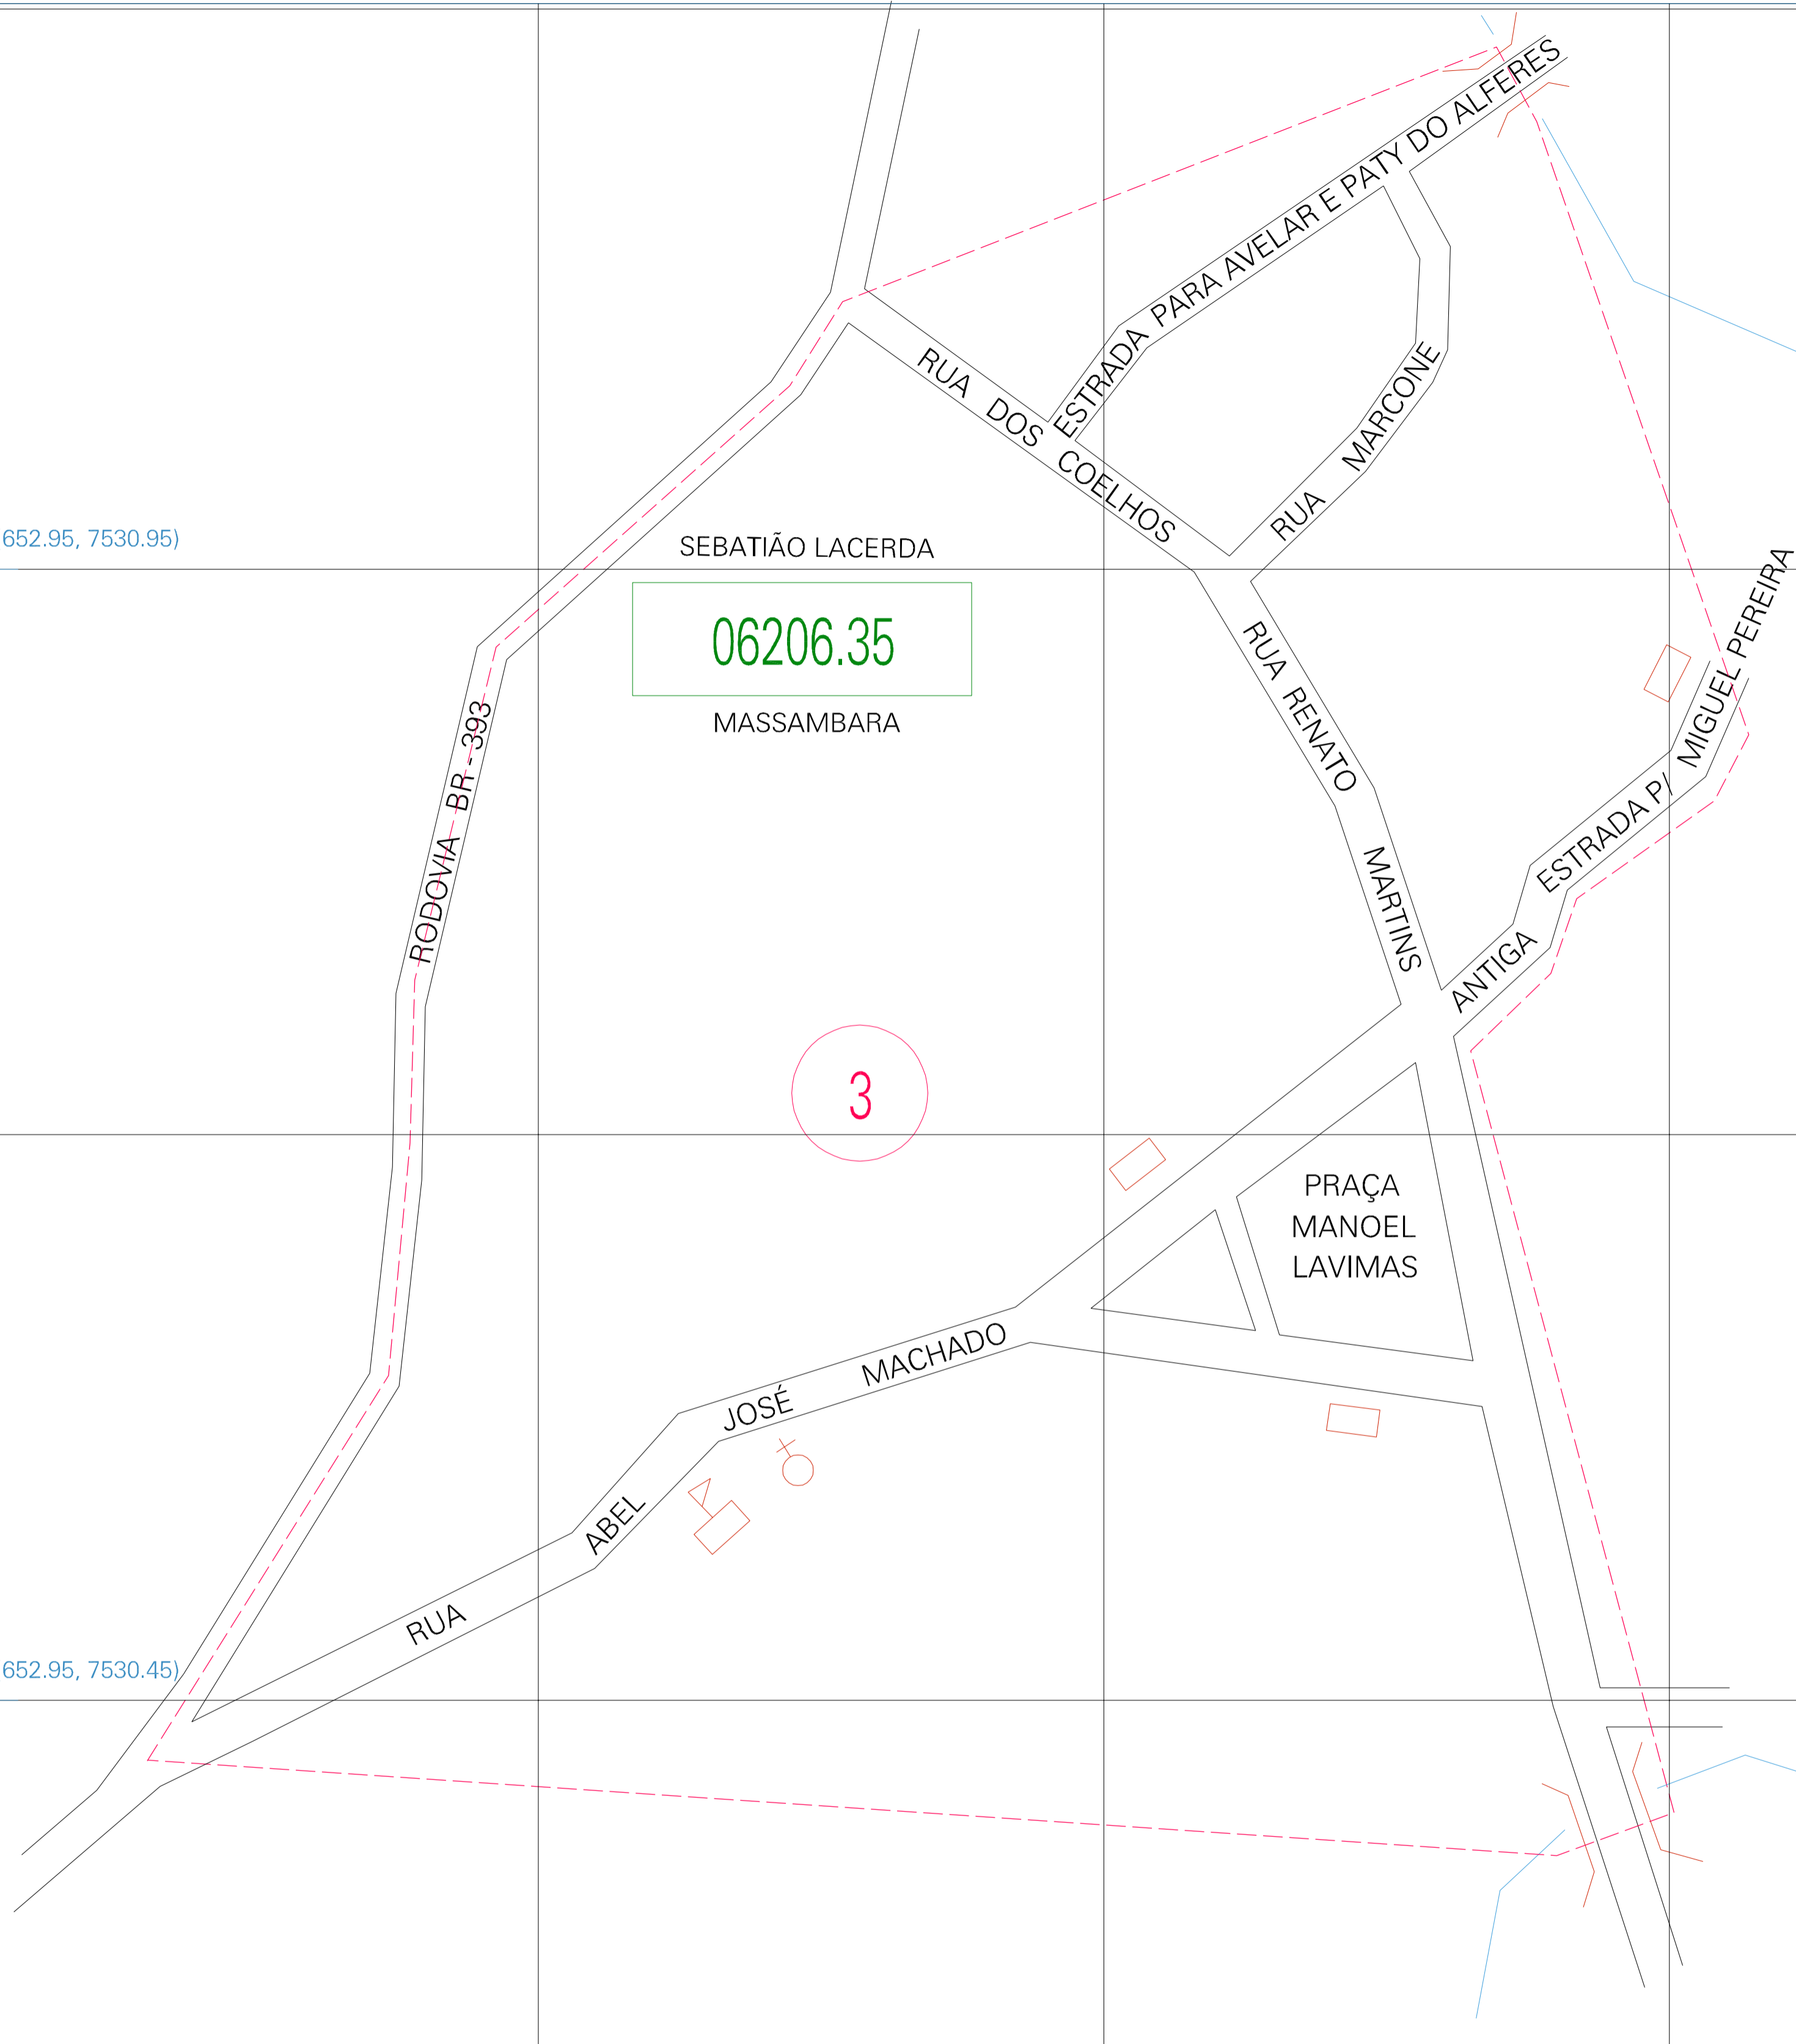 ESTRADA PARA AVELAR E PATY DO ALFERES
RUA DOS COELHOS
RUA MARCONE
652.95, 7530.95)
SEBATIÃO LACERDA
06206.35
MASSAMBARA
RUA RENATO MARTINS
ANTIGA ESTRADA P/ MIGUEL PEREIRA
RODOVIA BR - 393
3
PRAÇA
MANOEL
LAVIMAS
RUA ABEL JOSÉ MACHADO
652.95, 7530.45)